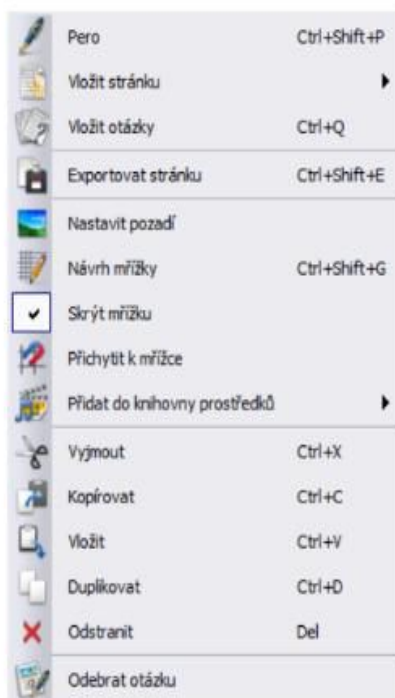 Pero Ctrl+Shift+P
Vložit stránku
Vložit otázky Ctrl+Q
Exportovat stránku Ctrl+Shift+E
Nastavit pozadí
Návrh mřížky Ctrl+Shift+G
Skrýt mřížku
Přichytit k mřížce
Přidat do knihovny prostředků
Vyjmout Ctrl+X
Kopírovat Ctrl+C
Vložit Ctrl+V
Duplikovat Ctrl+D
Odstranit Del
Odebrat otázku